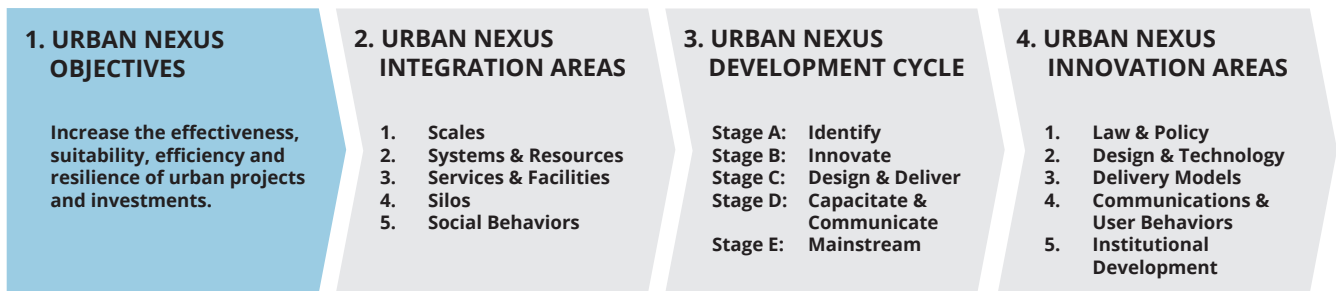 1. URBAN NEXUS
OBJECTIVES
Increase the effectiveness,
suitability, efficiency and
resilience of urban projects
and investments.
2. URBAN NEXUS
INTEGRATION AREAS
1. Scales
2. Systems & Resources
3. Services & Facilities
4. Silos
5. Social Behaviors
3. URBAN NEXUS
DEVELOPMENT CYCLE
Stage A: Identify
Stage B: Innovate
Stage C: Design & Deliver
Stage D: Capacitate &
Communicate
Stage E: Mainstream
4. URBAN NEXUS
INNOVATION AREAS
1. Law & Policy
2. Design & Technology
3. Delivery Models
4. Communications &
User Behaviors
5. Institutional
Development